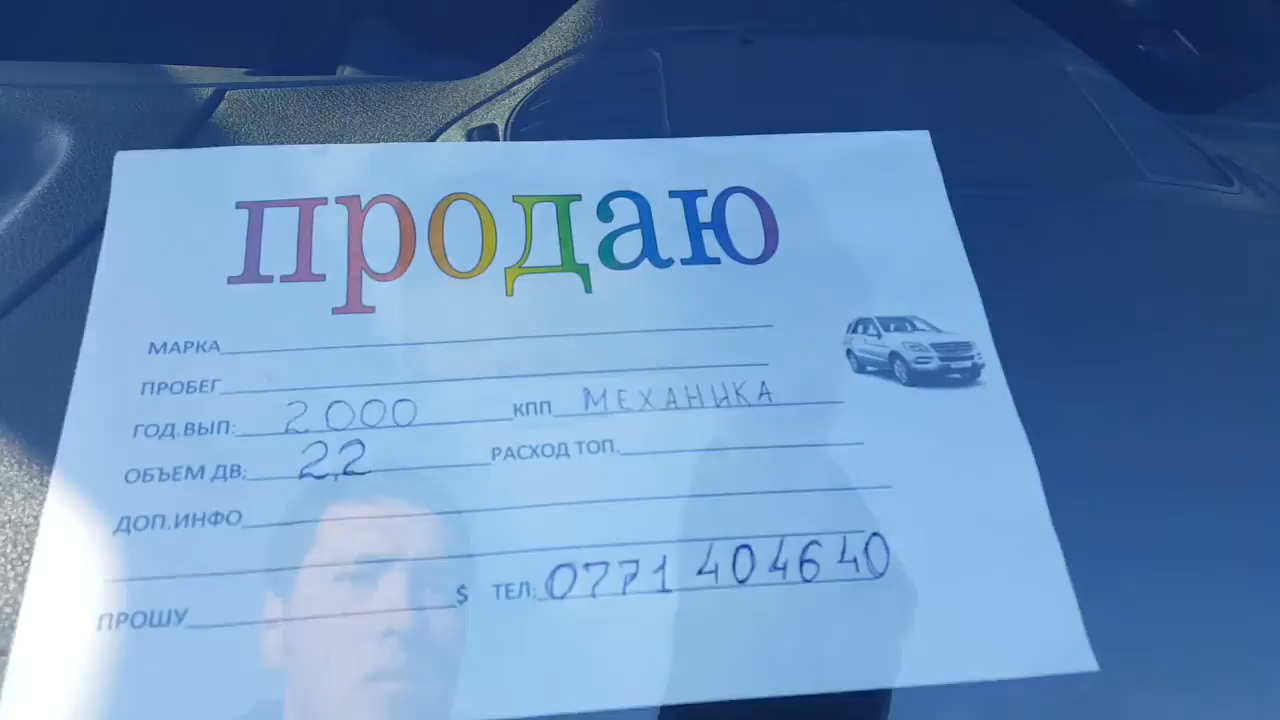 продаю
МАРКА
ПРОБЕГ
ГОД.ВЫП: 2000 КПП МЕХАНИКА
ОБЪЕМ ДВ: 2,2 РАСХОД ТОП.
ДОП.ИНФО
ПРОШУ $ ТЕЛ: 0771 404640